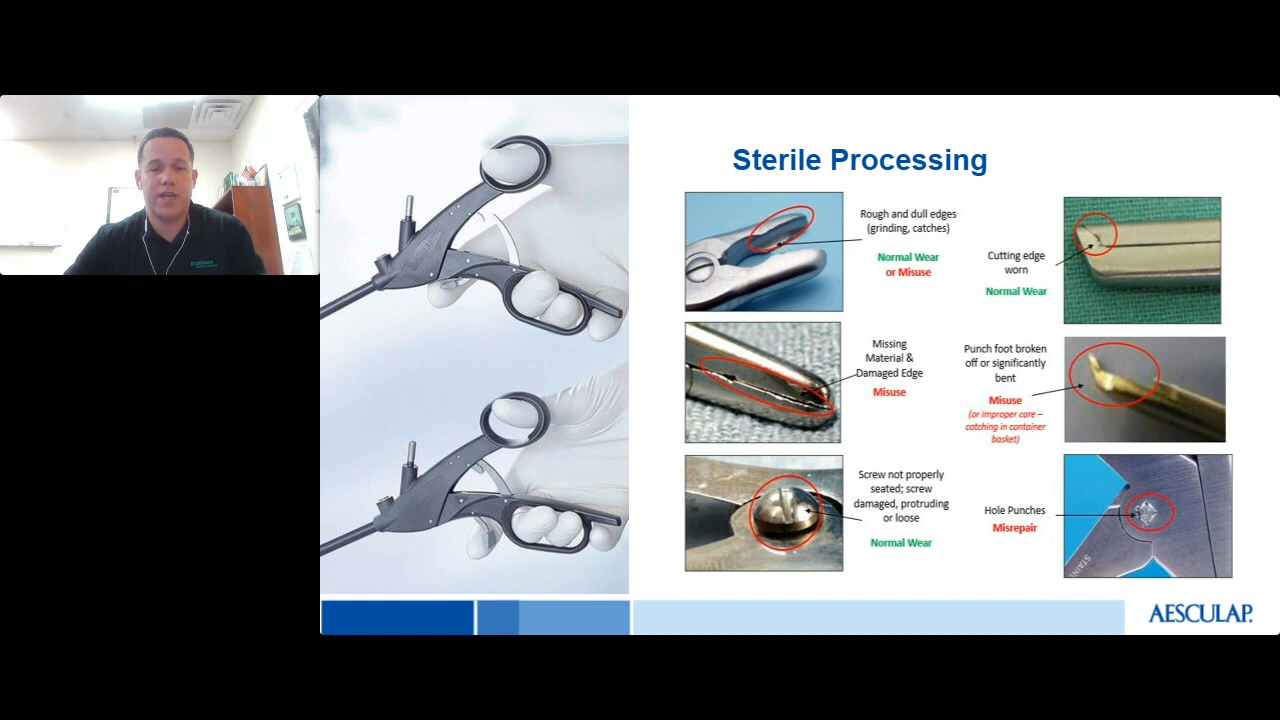 Sterile Processing
Rough and dull edges
(grinding, catches)
Normal Wear
or Misuse
Cutting edge
worn
Normal Wear
Missing
Material &
Damaged Edge
Misuse
Punch foot broken
off or significantly
bent
Misuse
(or improper care –
catching in container
basket)
Screw not properly
seated; screw
damaged, protruding
or loose
Normal Wear
Hole Punches
Misrepair
STAIN
AESCULAP.